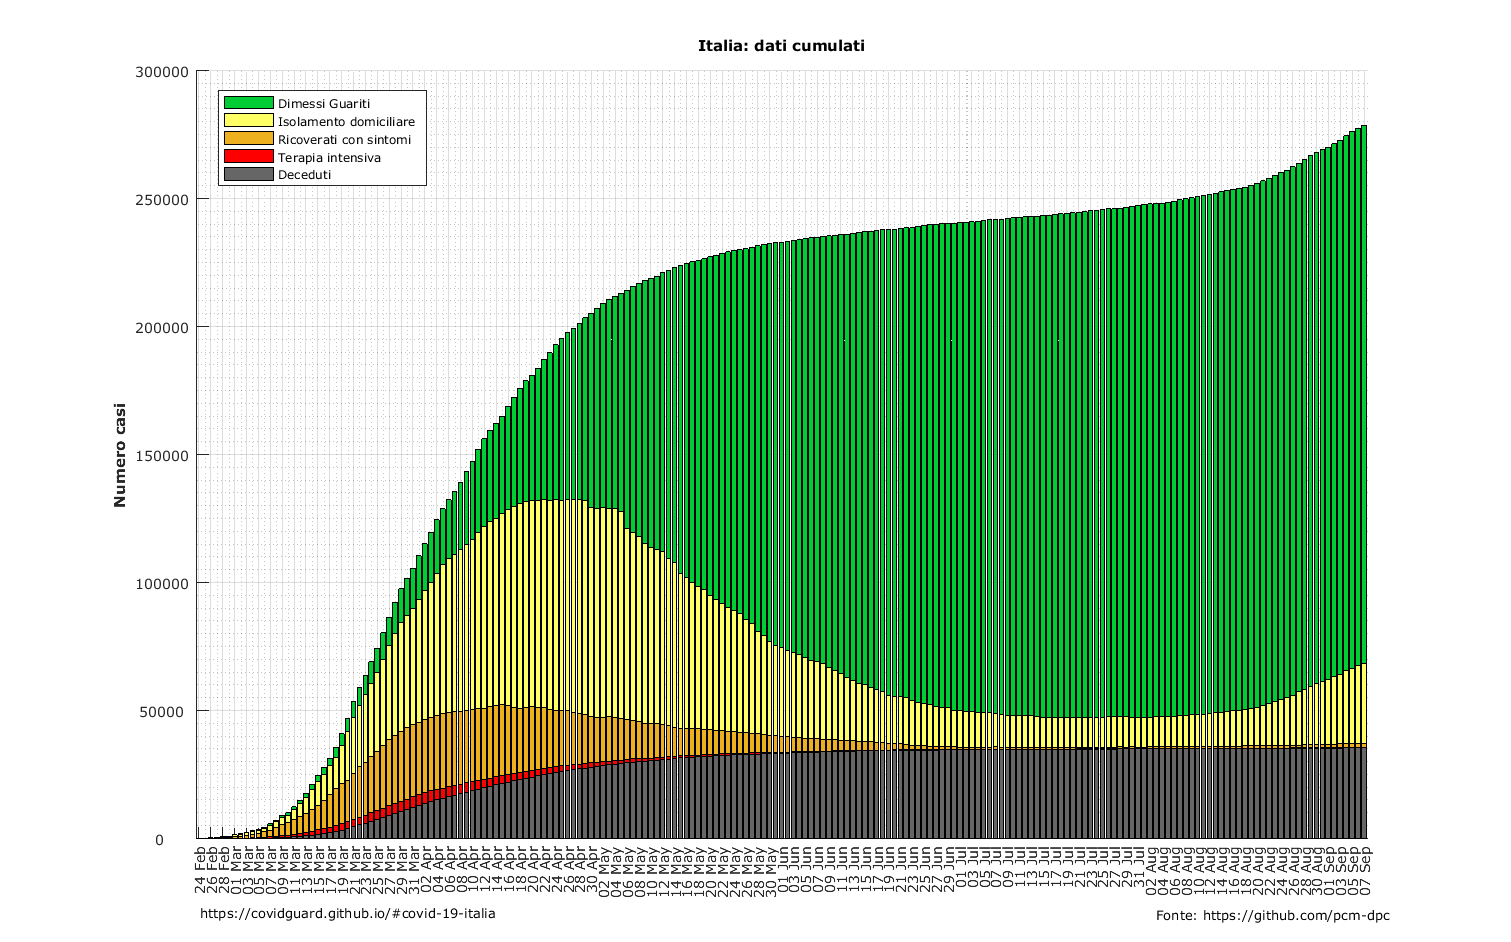 Italia: dati cumulati
300000
250000
200000
150000
100000
50000
0
Numero casi
Dimessi Guariti
Isolamento domiciliare
Ricoverati con sintomi
Terapia intensiva
Deceduti
24 Feb
26 Feb
28 Feb
01 Mar
03 Mar
05 Mar
07 Mar
09 Mar
11 Mar
13 Mar
15 Mar
17 Mar
19 Mar
21 Mar
23 Mar
25 Mar
27 Mar
29 Mar
31 Mar
02 Apr
04 Apr
06 Apr
08 Apr
10 Apr
12 Apr
14 Apr
16 Apr
18 Apr
20 Apr
22 Apr
24 Apr
26 Apr
28 Apr
30 Apr
02 May
04 May
06 May
08 May
10 May
12 May
14 May
16 May
18 May
20 May
22 May
24 May
26 May
28 May
30 May
01 Jun
03 Jun
05 Jun
07 Jun
09 Jun
11 Jun
13 Jun
15 Jun
17 Jun
19 Jun
21 Jun
23 Jun
25 Jun
27 Jun
29 Jun
01 Jul
03 Jul
05 Jul
07 Jul
09 Jul
11 Jul
13 Jul
15 Jul
17 Jul
19 Jul
21 Jul
23 Jul
25 Jul
27 Jul
29 Jul
31 Jul
02 Aug
04 Aug
06 Aug
08 Aug
10 Aug
12 Aug
14 Aug
16 Aug
18 Aug
20 Aug
22 Aug
24 Aug
26 Aug
28 Aug
30 Aug
01 Sep
03 Sep
05 Sep
07 Sep
https://covidguard.github.io/#covid-19-italia
Fonte: https://github.com/pcm-dpc